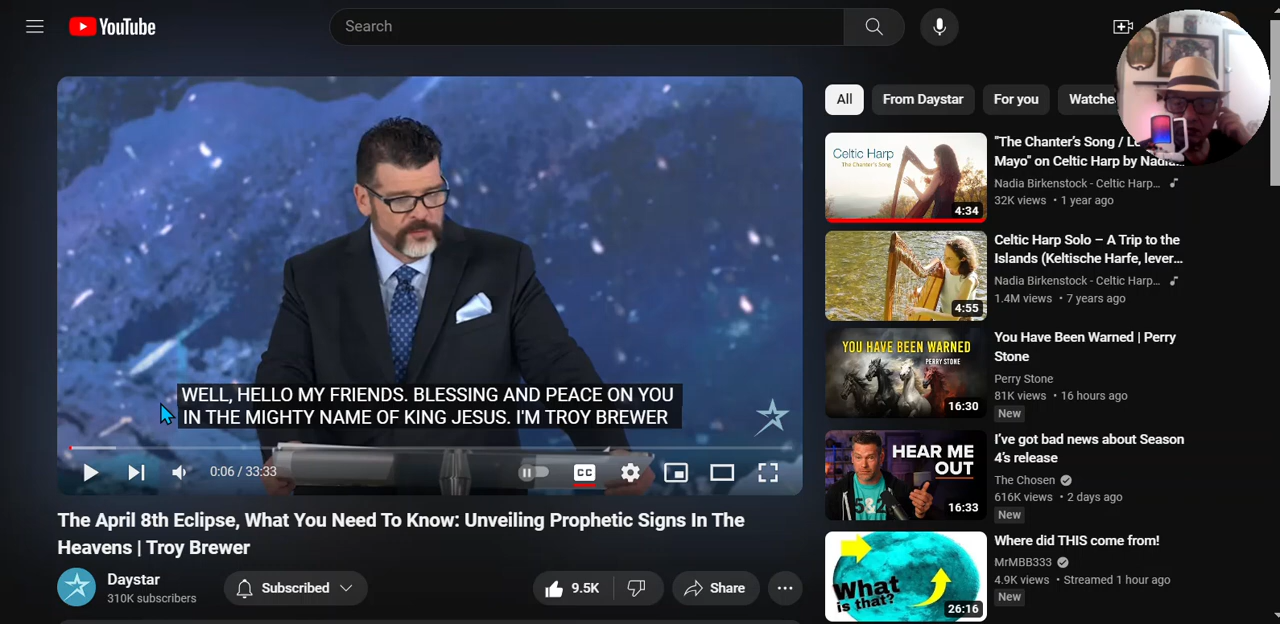 YouTube
Search
WELL, HELLO MY FRIENDS. BLESSING AND PEACE ON YOU
IN THE MIGHTY NAME OF KING JESUS. I'M TROY BREWER
0:06 / 33:33
CC
The April 8th Eclipse, What You Need To Know: Unveiling Prophetic Signs In The
Heavens | Troy Brewer
Daystar
310K subscribers
Subscribed
9.5K
Share
All
From Daystar
For you
Celtic Harp
The Chanter's Song
4:34
"The Chanter's Song /
Mayo" on Celtic Harp by
Nadia Birkenstock - Celtic Harp...
32K views • 1 year ago
4:55
Celtic Harp Solo – A Trip to the
Islands (Keltische Harfe, lever...
Nadia Birkenstock - Celtic Harp...
1.4M views • 7 years ago
YOU HAVE BEEN WARNED
PERRY STONE
16:30
You Have Been Warned | Perry
Stone
Perry Stone
81K views • 16 hours ago
New
HEAR ME
OUT
16:33
I've got bad news about Season
4's release
The Chosen
616K views • 2 days ago
New
What
is that?
26:16
Where did THIS come from!
MrMBB333
4.9K views • Streamed 1 hour ago
New